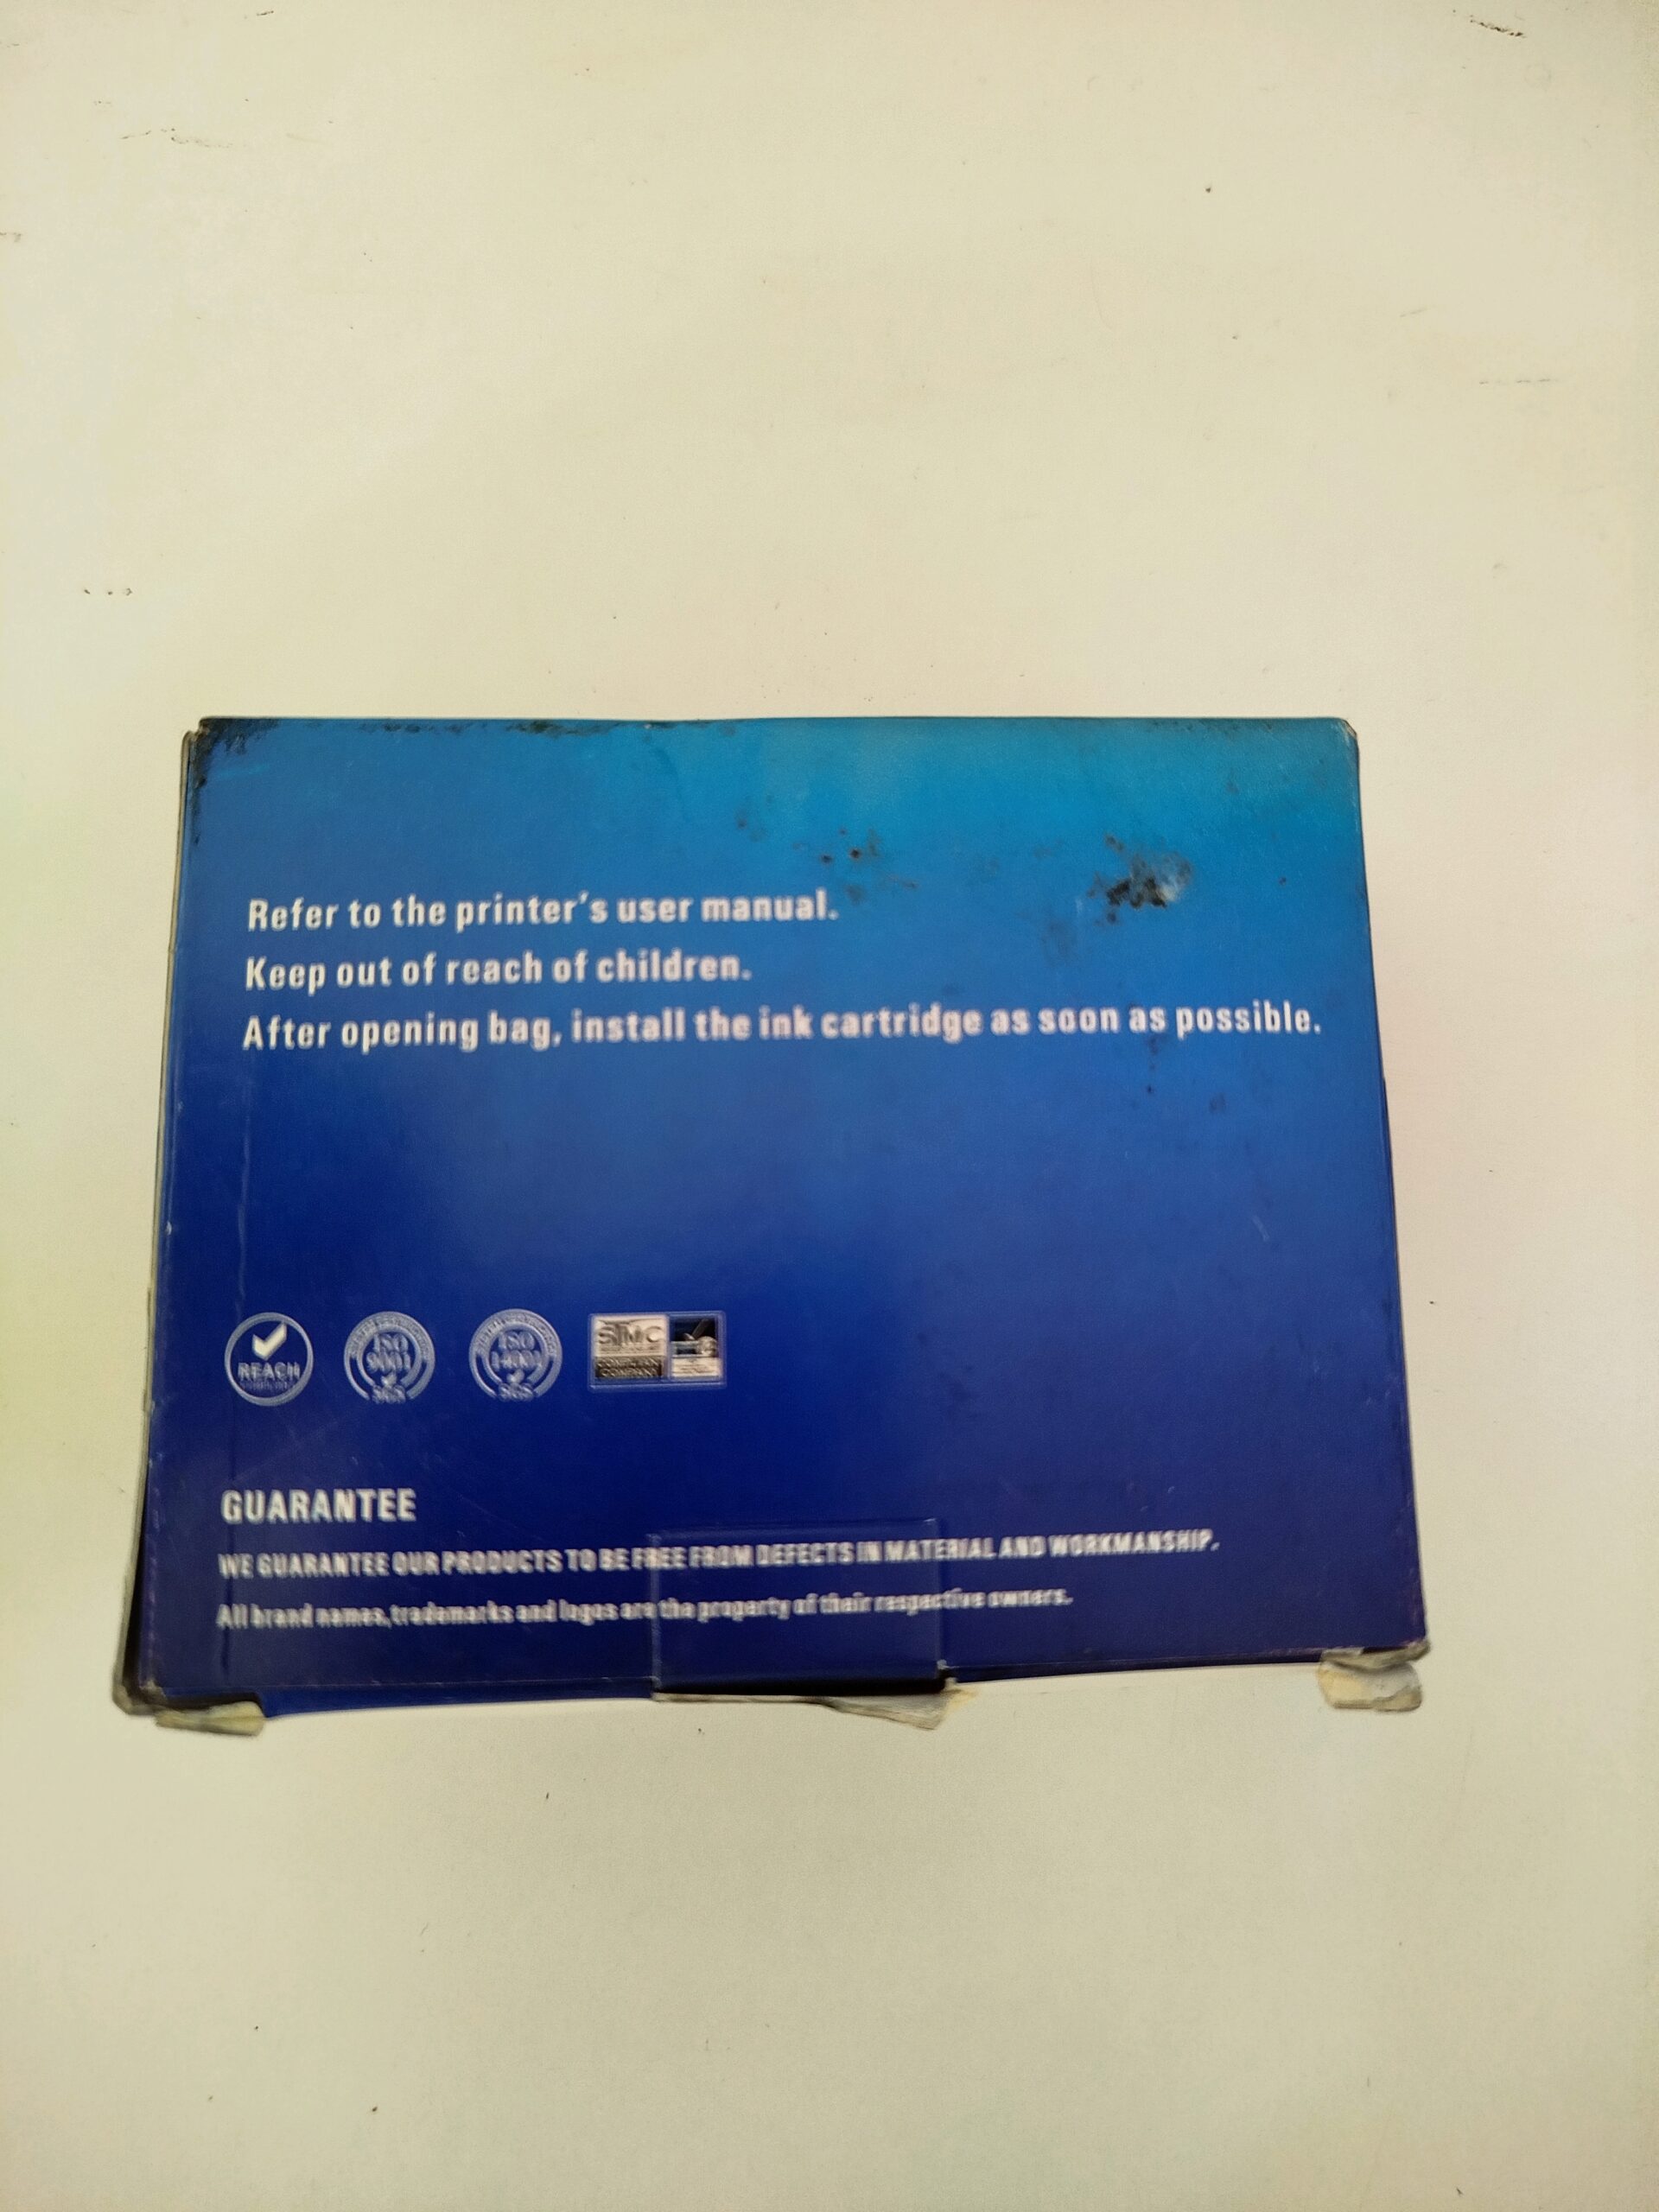 Refer to the printer's user manual.
Keep out of reach of children.
After opening bag, install the ink cartridge as soon as possible.
REACH
ISO
9001
SGS
ISO
14001
SGS
STMC
GUARANTEE
WE GUARANTEE OUR PRODUCTS TO BE FREE FROM DEFECTS IN MATERIAL AND WORKMANSHIP.
All brand names,trademarks and logos are the property of their respective owners.